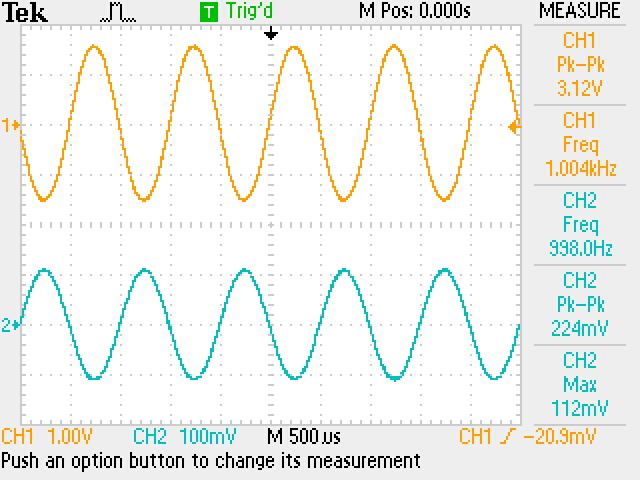 Tek T Trig'd M Pos: 0.000s MEASURE
CH1
Pk-Pk
3.12V
CH1
Freq
1.004kHz
CH2
Freq
998.0Hz
CH2
Pk-Pk
224mV
CH2
Max
112mV
1
2
CH1 1.00V CH2 100mV M 500µs CH1 -20.9mV
Push an option button to change its measurement